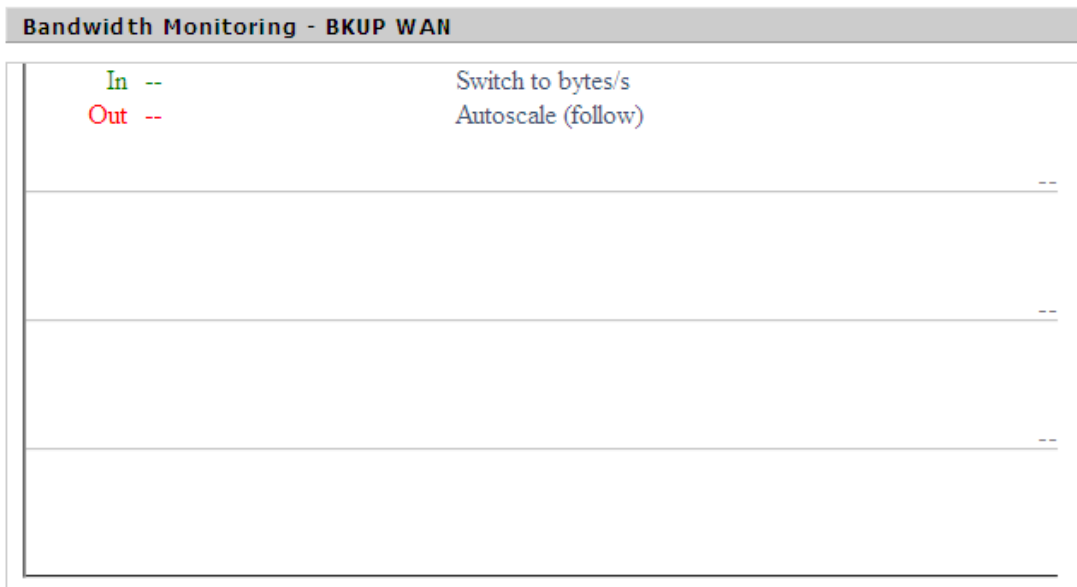 Bandwidth Monitoring - BKUP WAN
In -- Switch to bytes/s
Out -- Autoscale (follow)
--
--
--